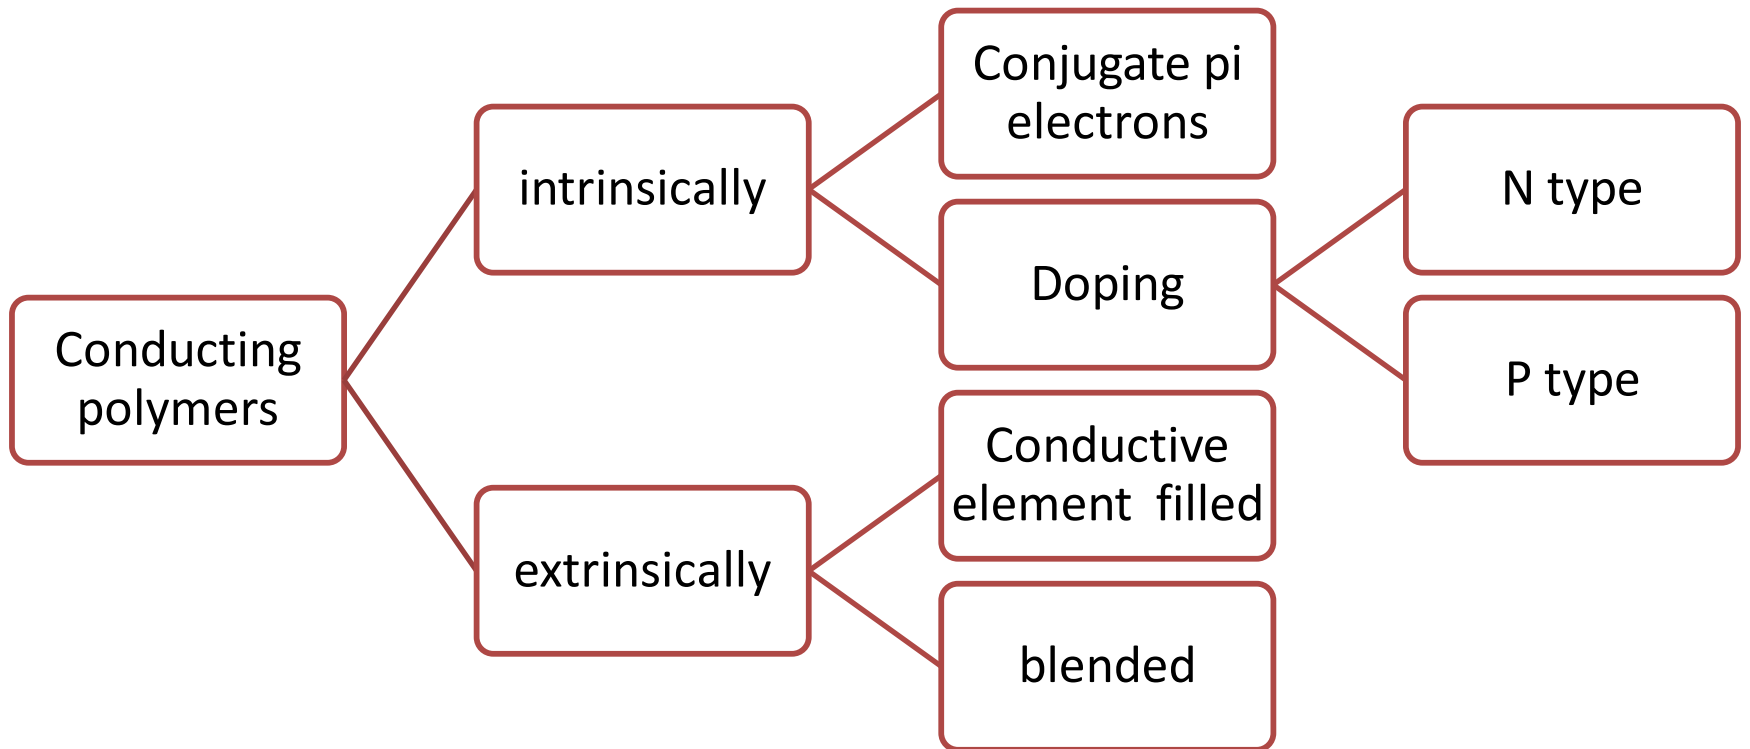 Conducting
polymers
intrinsically
Conjugate pi
electrons
Doping
N type
P type
extrinsically
Conductive
element  filled
blended